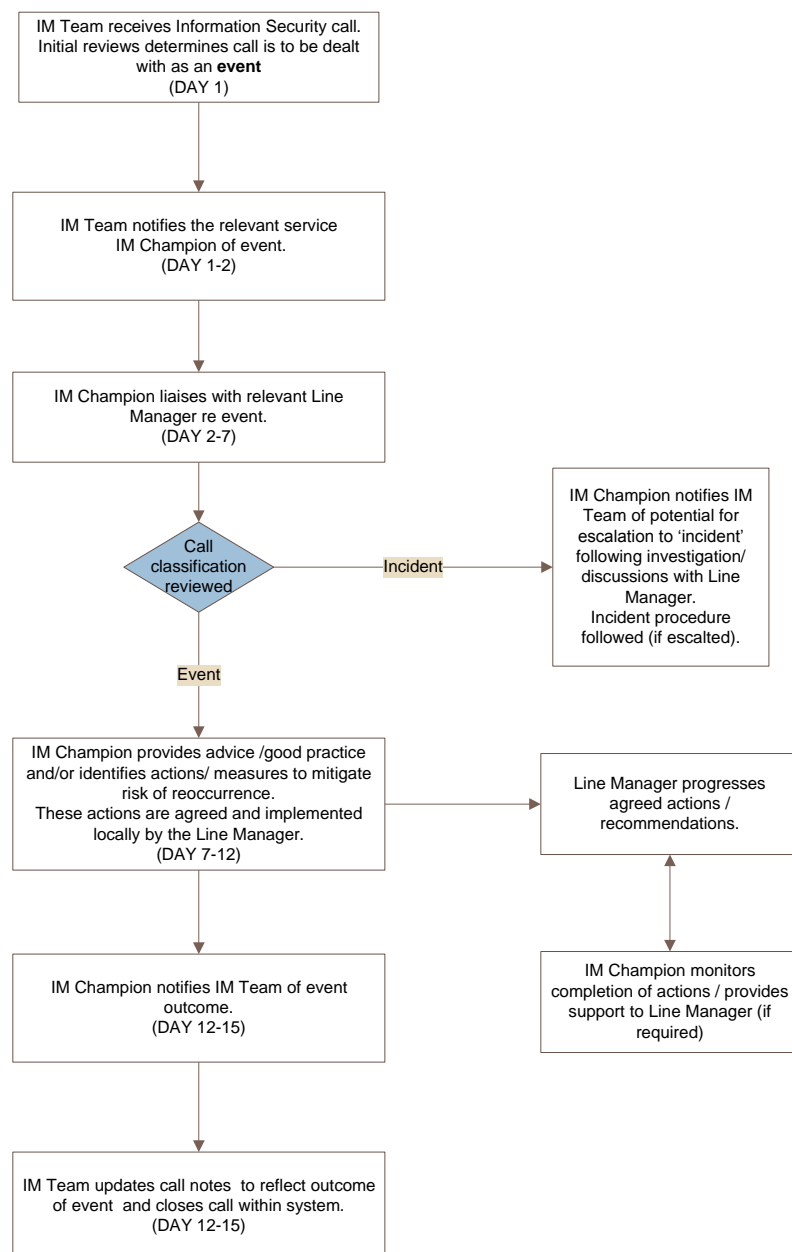 IM Team receives Information Security call.
Initial reviews determines call is to be dealt
with as an event
(DAY 1)
IM Team notifies the relevant service
IM Champion of event.
(DAY 1-2)
IM Champion liaises with relevant Line
Manager re event.
(DAY 2-7)
Call
classification
reviewed
Incident
IM Champion notifies IM
Team of potential for
escalation to ‘incident’
following investigation/
discussions with Line
Manager.
Incident procedure
followed (if escalted).
Event
IM Champion provides advice /good practice
and/or identifies actions/ measures to mitigate
risk of reoccurrence.
These actions are agreed and implemented
locally by the Line Manager.
(DAY 7-12)
Line Manager progresses
agreed actions /
recommendations.
IM Champion notifies IM Team of event
outcome.
(DAY 12-15)
IM Champion monitors
completion of actions / provides
support to Line Manager (if
required)
IM Team updates call notes  to reflect outcome
of event  and closes call within system.
(DAY 12-15)